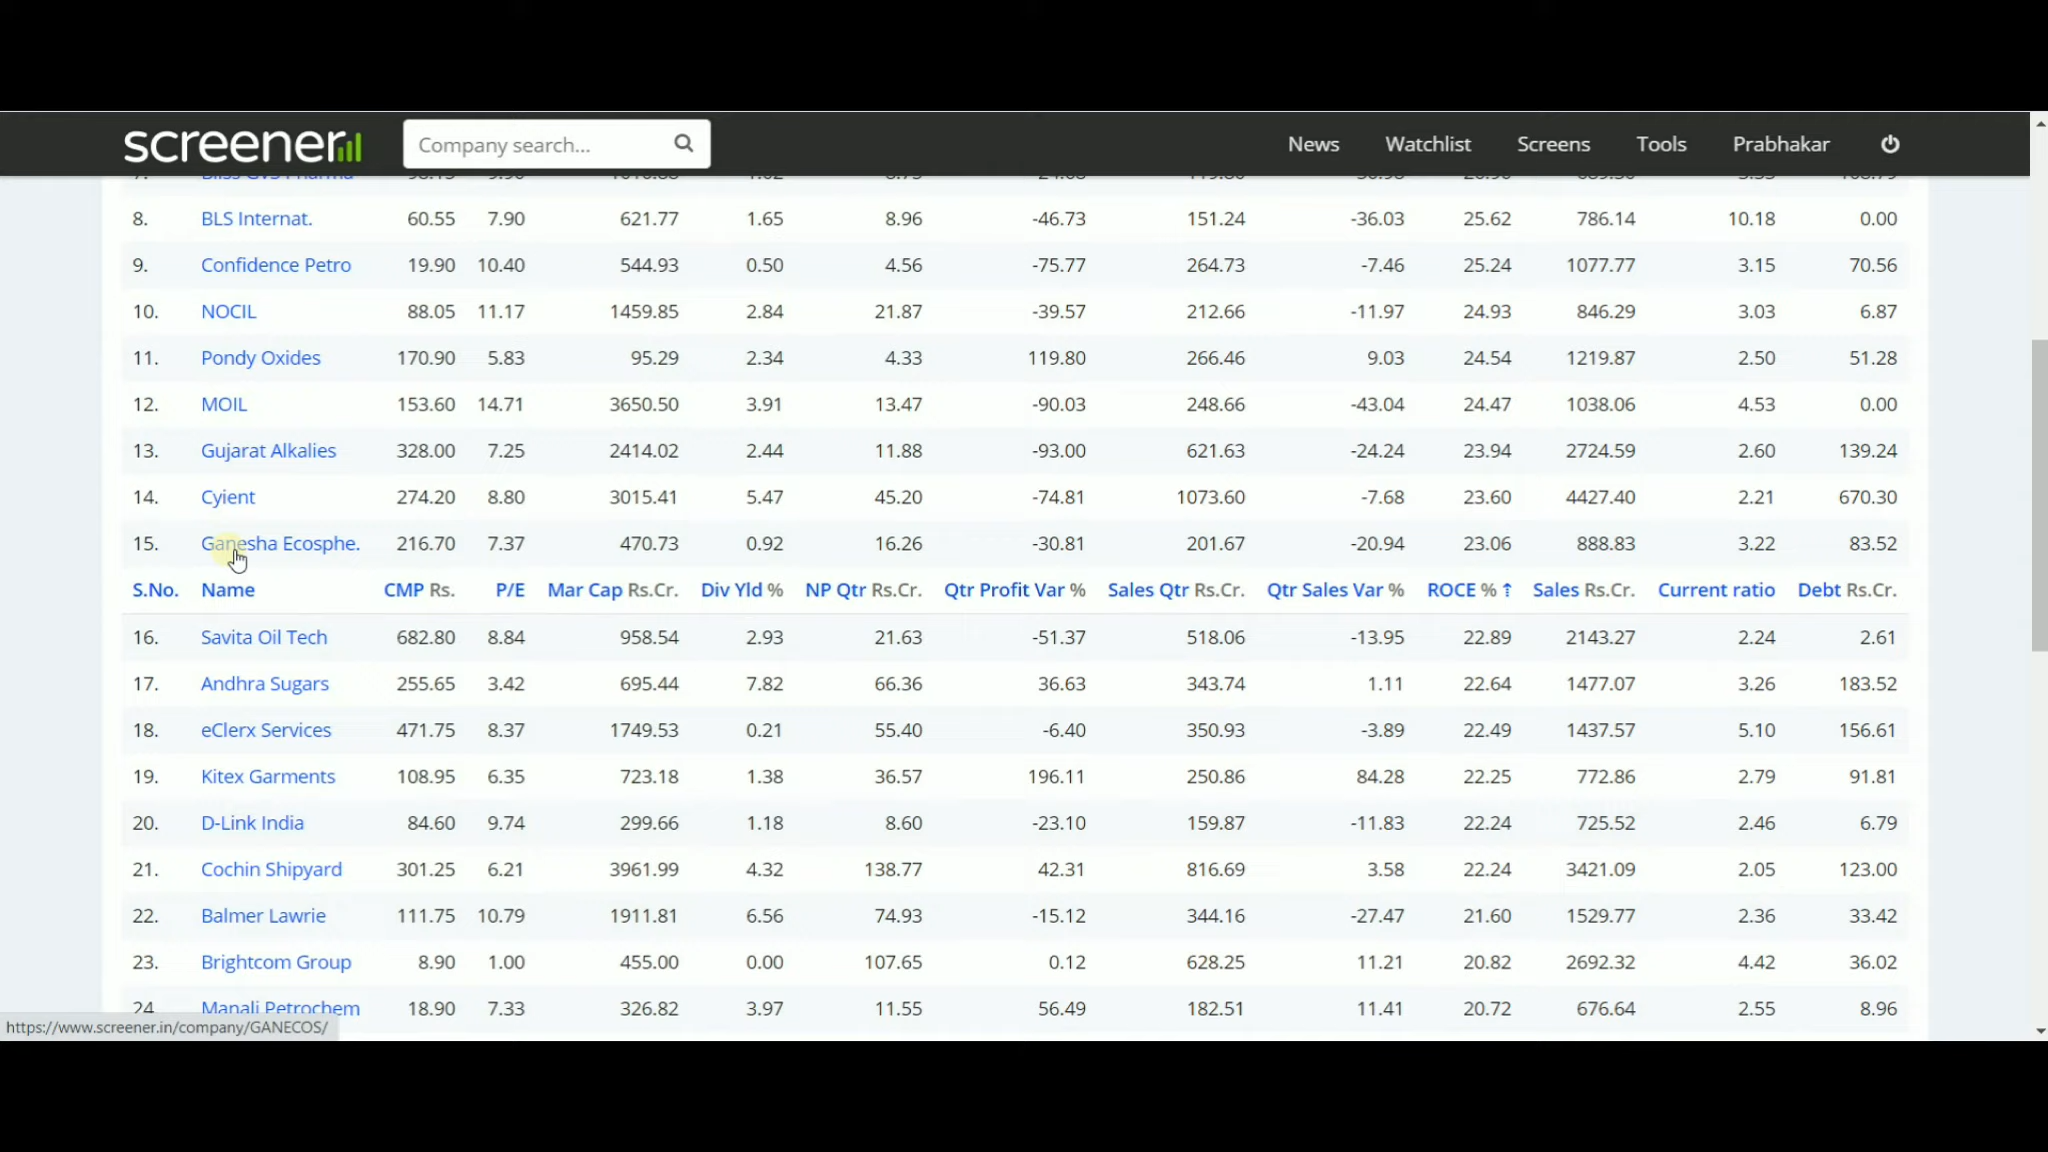 screener
Company search...
News Watchlist Screens Tools Prabhakar
8. BLS Internat. 60.55 7.90 621.77 1.65 8.96 -46.73 151.24 -36.03 25.62 786.14 10.18 0.00
9. Confidence Petro 19.90 10.40 544.93 0.50 4.56 -75.77 264.73 -7.46 25.24 1077.77 3.15 70.56
10. NOCIL 88.05 11.17 1459.85 2.84 21.87 -39.57 212.66 -11.97 24.93 846.29 3.03 6.87
11. Pondy Oxides 170.90 5.83 95.29 2.34 4.33 119.80 266.46 9.03 24.54 1219.87 2.50 51.28
12. MOIL 153.60 14.71 3650.50 3.91 13.47 -90.03 248.66 -43.04 24.47 1038.06 4.53 0.00
13. Gujarat Alkalies 328.00 7.25 2414.02 2.44 11.88 -93.00 621.63 -24.24 23.94 2724.59 2.60 139.24
14. Cyient 274.20 8.80 3015.41 5.47 45.20 -74.81 1073.60 -7.68 23.60 4427.40 2.21 670.30
15. Ganesha Ecosphe. 216.70 7.37 470.73 0.92 16.26 -30.81 201.67 -20.94 23.06 888.83 3.22 83.52
S.No. Name CMP Rs. P/E Mar Cap Rs.Cr. Div Yld % NP Qtr Rs.Cr. Qtr Profit Var % Sales Qtr Rs.Cr. Qtr Sales Var % ROCE % ⇡ Sales Rs.Cr. Current ratio Debt Rs.Cr.
16. Savita Oil Tech 682.80 8.84 958.54 2.93 21.63 -51.37 518.06 -13.95 22.89 2143.27 2.24 2.61
17. Andhra Sugars 255.65 3.42 695.44 7.82 66.36 36.63 343.74 1.11 22.64 1477.07 3.26 183.52
18. eClerx Services 471.75 8.37 1749.53 0.21 55.40 -6.40 350.93 -3.89 22.49 1437.57 5.10 156.61
19. Kitex Garments 108.95 6.35 723.18 1.38 36.57 196.11 250.86 84.28 22.25 772.86 2.79 91.81
20. D-Link India 84.60 9.74 299.66 1.18 8.60 -23.10 159.87 -11.83 22.24 725.52 2.46 6.79
21. Cochin Shipyard 301.25 6.21 3961.99 4.32 138.77 42.31 816.69 3.58 22.24 3421.09 2.05 123.00
22. Balmer Lawrie 111.75 10.79 1911.81 6.56 74.93 -15.12 344.16 -27.47 21.60 1529.77 2.36 33.42
23. Brightcom Group 8.90 1.00 455.00 0.00 107.65 0.12 628.25 11.21 20.82 2692.32 4.42 36.02
24. Manali Petrochem 18.90 7.33 326.82 3.97 11.55 56.49 182.51 11.41 20.72 676.64 2.55 8.96
https://www.screener.in/company/GANECOS/